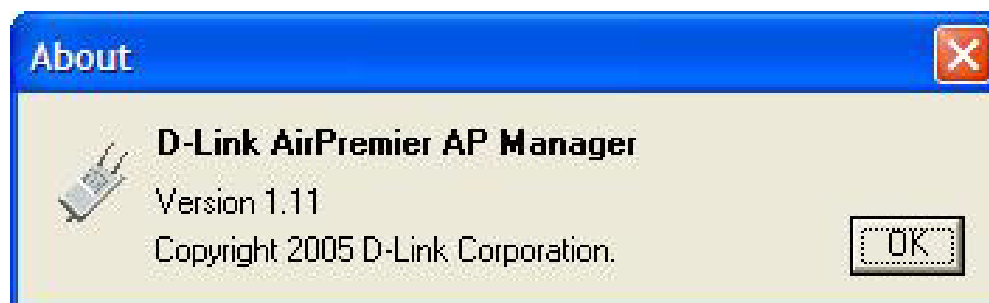 About
D-Link AirPremier AP Manager
Version 1.11
Copyright 2005 D-Link Corporation.
OK